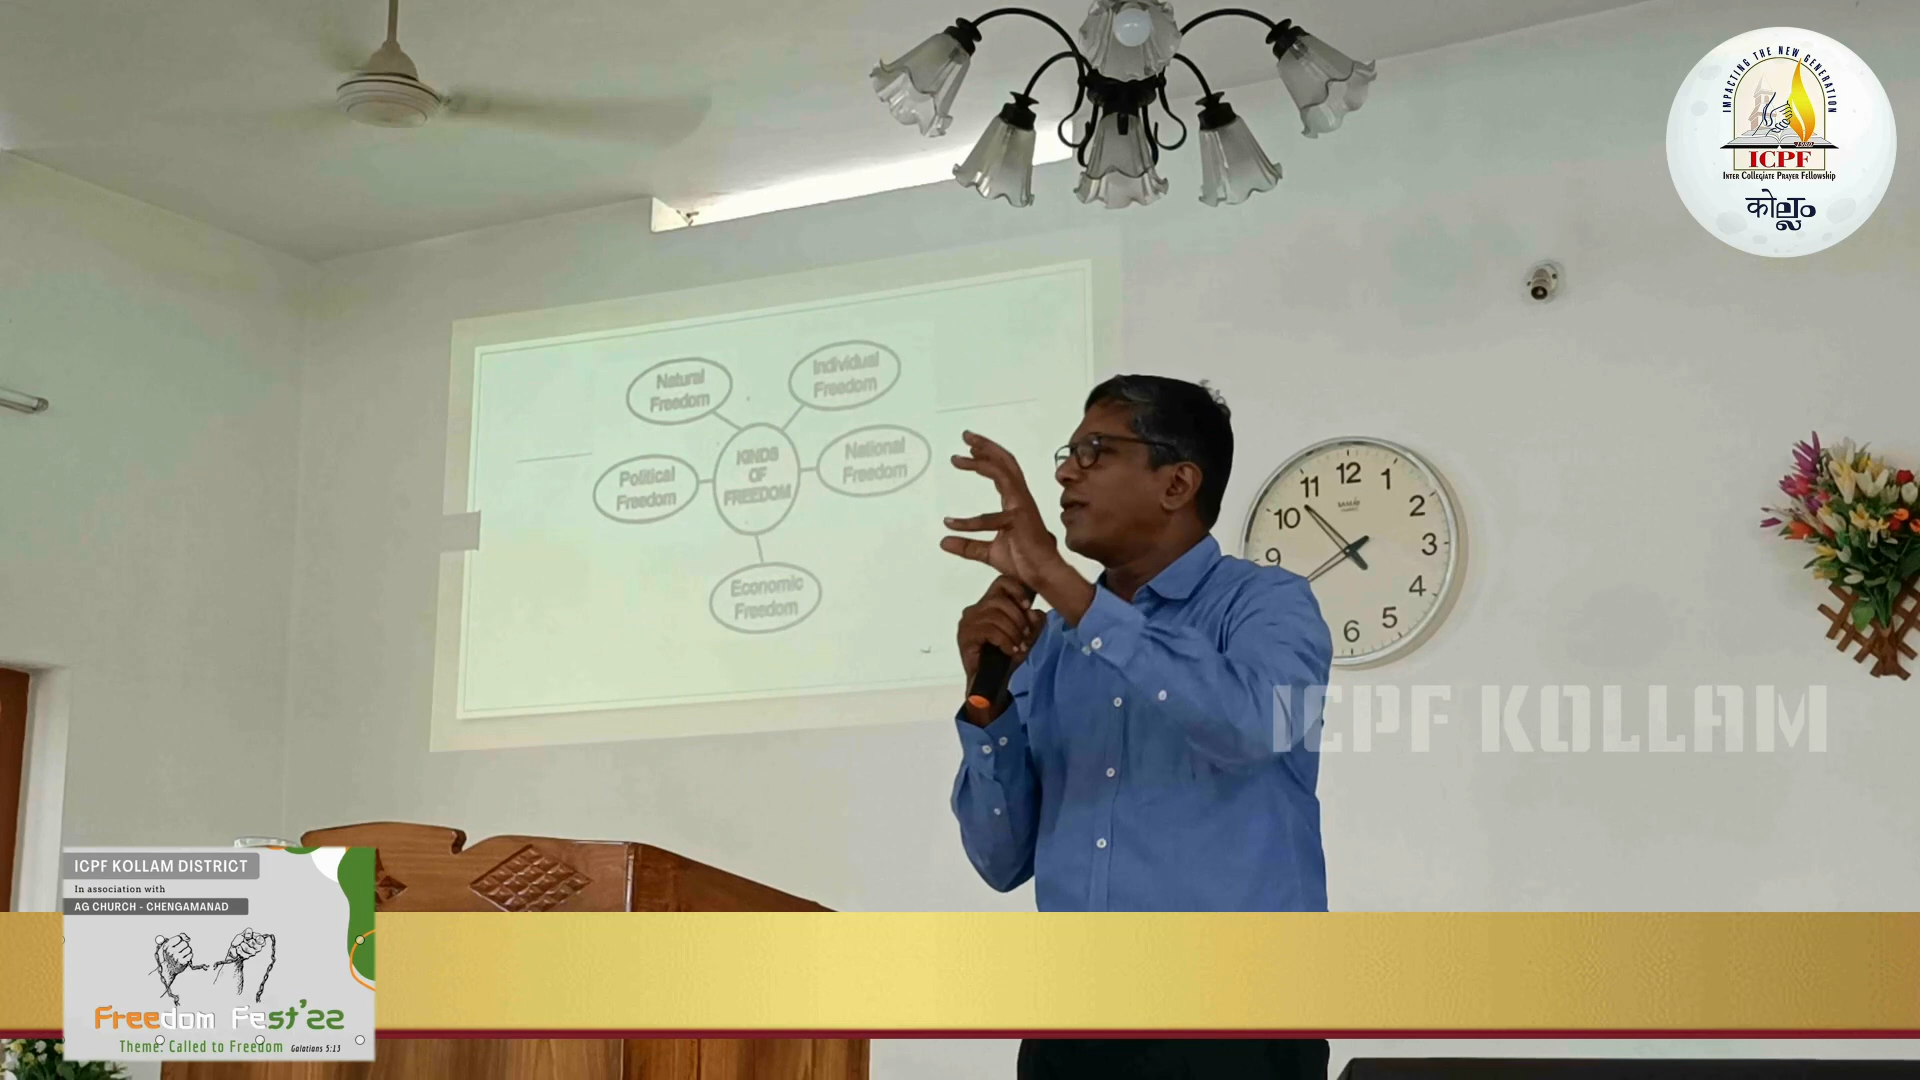 IMPACTING THE NEW GENERATION
ICPF
INTER COLLEGIATE PRAYER FELLOWSHIP
Natural
Freedom
Individual
Freedom
Political
Freedom
KINDS
OF
FREEDOM
National
Freedom
Economic
Freedom
11 12 1
10 2
9 3
4
6 5
ICPF KOLLAM
ICPF KOLLAM DISTRICT
In association with
AG CHURCH - CHENGAMANAD
Freedom Fest'22
Theme: Called to Freedom Galations 5:13